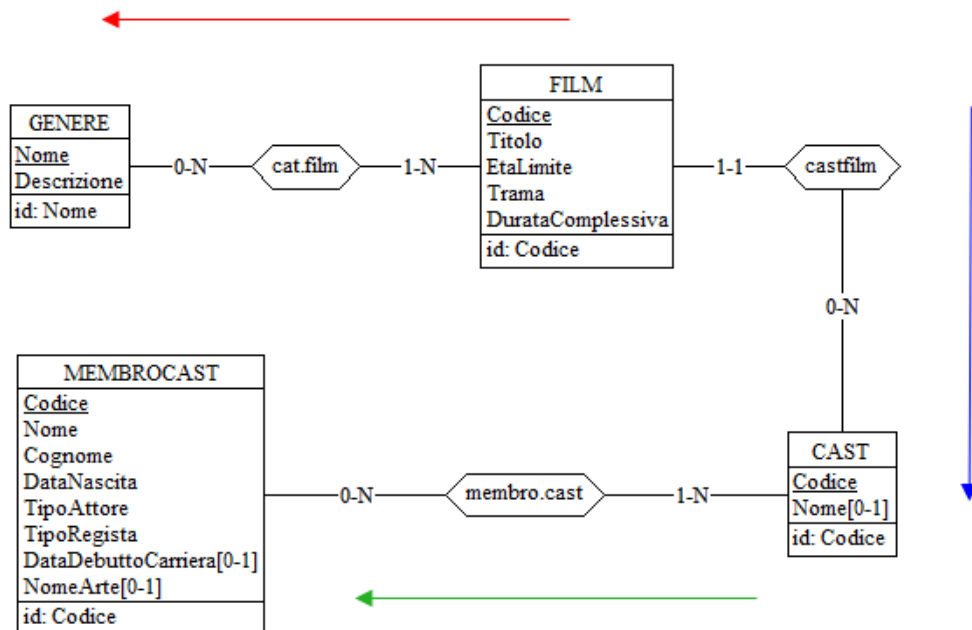 GENERE
Nome
Descrizione
id: Nome
0-N
cat.film
1-N
FILM
Codice
Titolo
EtaLimite
Trama
DurataComplessiva
id: Codice
1-1
castfilm
0-N
MEMBROCAST
Codice
Nome
Cognome
DataNascita
TipoAttore
TipoRegista
DataDebuttoCarriera[0-1]
NomeArte[0-1]
id: Codice
0-N
membro.cast
1-N
CAST
Codice
Nome[0-1]
id: Codice